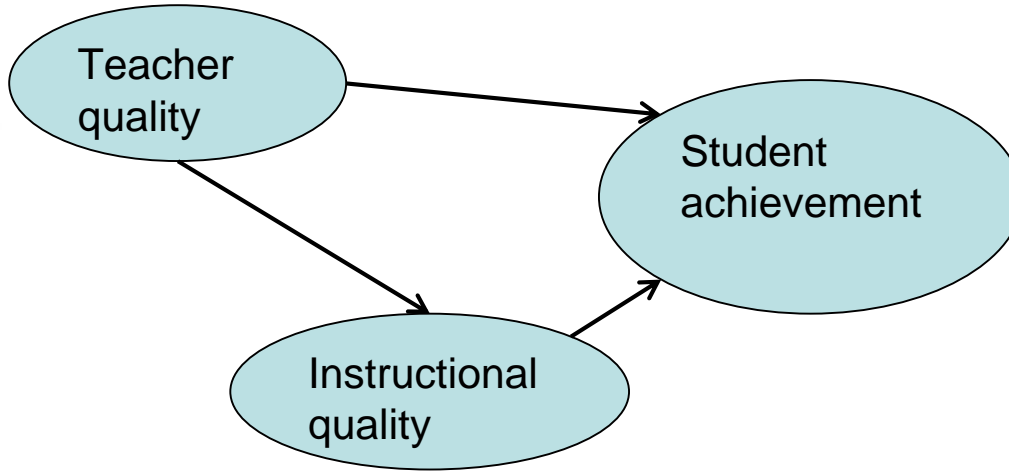 Teacher
quality
Student
achievement
Instructional
quality